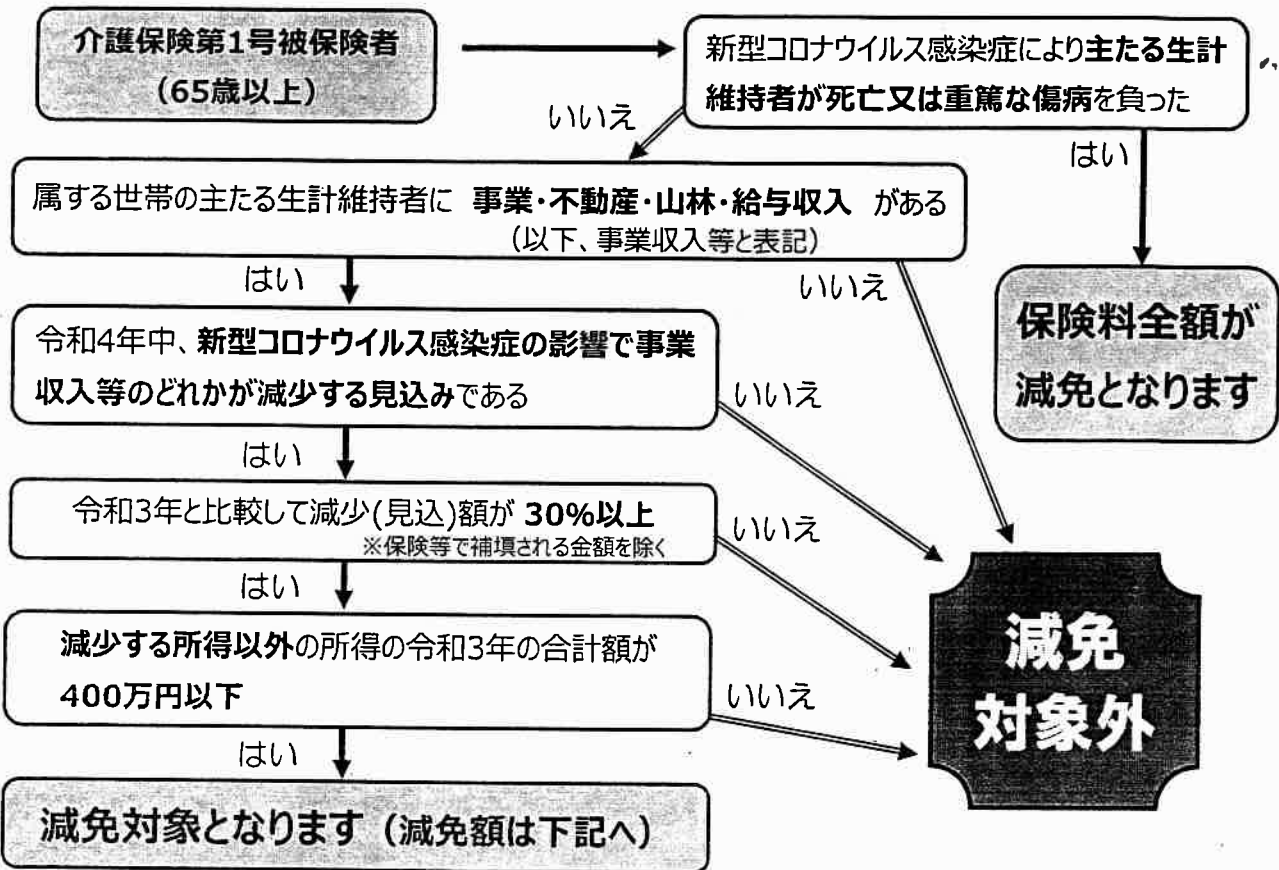 介護保険第1号被保険者
（65歳以上）
新型コロナウイルス感染症により主たる生計
維持者が死亡又は重篤な傷病を負った
いいえ
はい
属する世帯の主たる生計維持者に 事業・不動産・山林・給与収入 がある
（以下、事業収入等と表記）
はい
いいえ
保険料全額が
減免となります
令和4年中、新型コロナウイルス感染症の影響で事業
収入等のどれかが減少する見込みである
いいえ
はい
令和3年と比較して減少(見込)額が 30%以上
※保険等で補填される金額を除く
いいえ
はい
減少する所得以外の所得の令和3年の合計額が
400万円以下
いいえ
はい
減免
対象外
減免対象となります（減免額は下記へ）